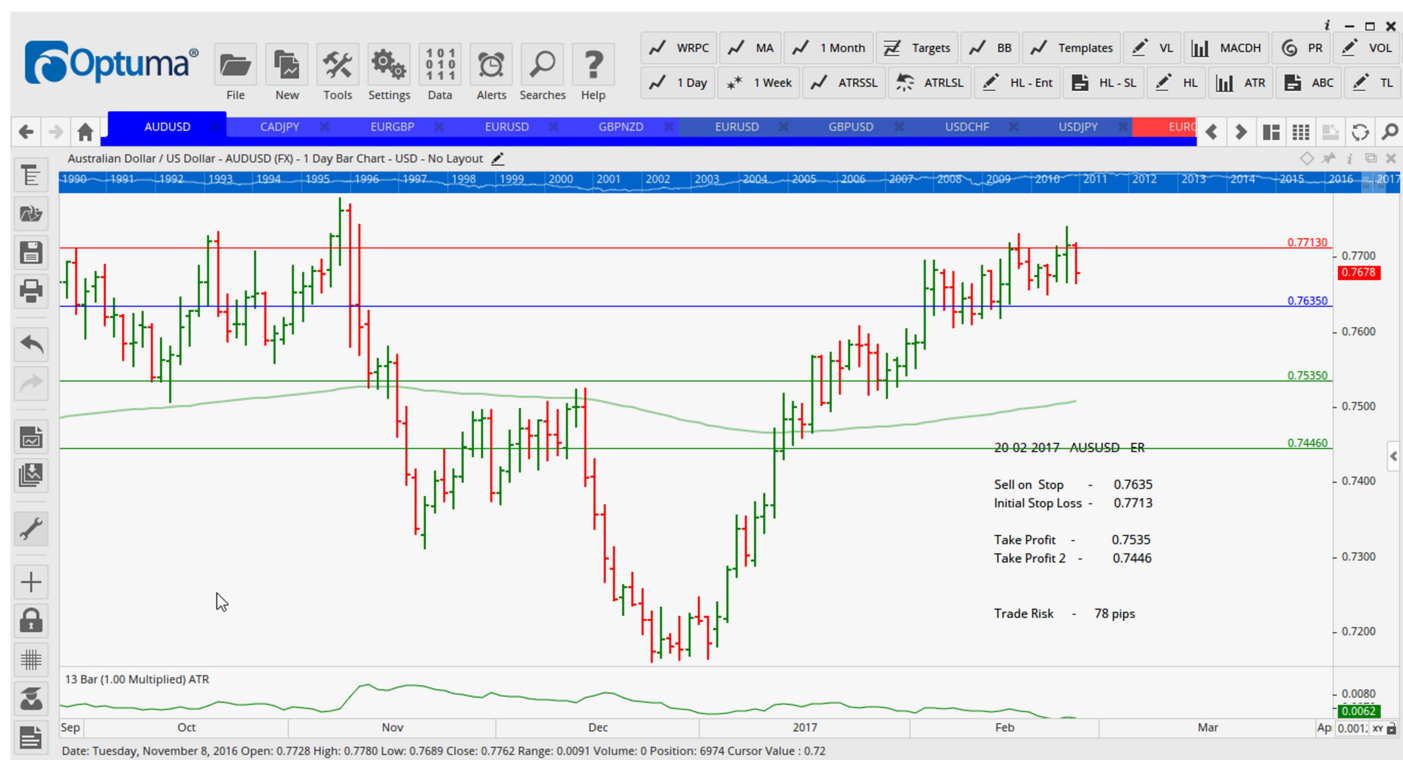 i
Optuma®
File
New
Tools
Settings
Data
Alerts
Searches
Help
WRPC MA 1 Month Targets BB Templates VL MACDH PR VOL
1 Day 1 Week ATRSSL ATRLSL HL - Ent HL - SL HL ATR ABC TL
AUDUSD CADJPY EURGBP EURUSD GBPNZD EURUSD GBPUSD USDCHF USDJPY EURG
Australian Dollar / US Dollar - AUDUSD (FX) - 1 Day Bar Chart - USD - No Layout
1990 1991 1992 1993 1994 1995 1996 1997 1998 1999 2000 2001 2002 2003 2004 2005 2006 2007 2008 2009 2010 2011 2012 2013 2014 2015 2016 2017
0.77130
0.7700
0.7678
0.76350
0.7600
0.75350
0.7500
0.74460
20 02 2017 AUSUSD ER
Sell on Stop - 0.7635
0.7400
Initial Stop Loss - 0.7713
Take Profit - 0.7535
Take Profit 2 - 0.7446
0.7300
Trade Risk - 78 pips
0.7200
13 Bar (1.00 Multiplied) ATR
0.0080
0.0062
Sep Oct Nov Dec 2017 Feb Mar Ap 0.001: XY
Date: Tuesday, November 8, 2016 Open: 0.7728 High: 0.7780 Low: 0.7689 Close: 0.7762 Range: 0.0091 Volume: 0 Position: 6974 Cursor Value : 0.72